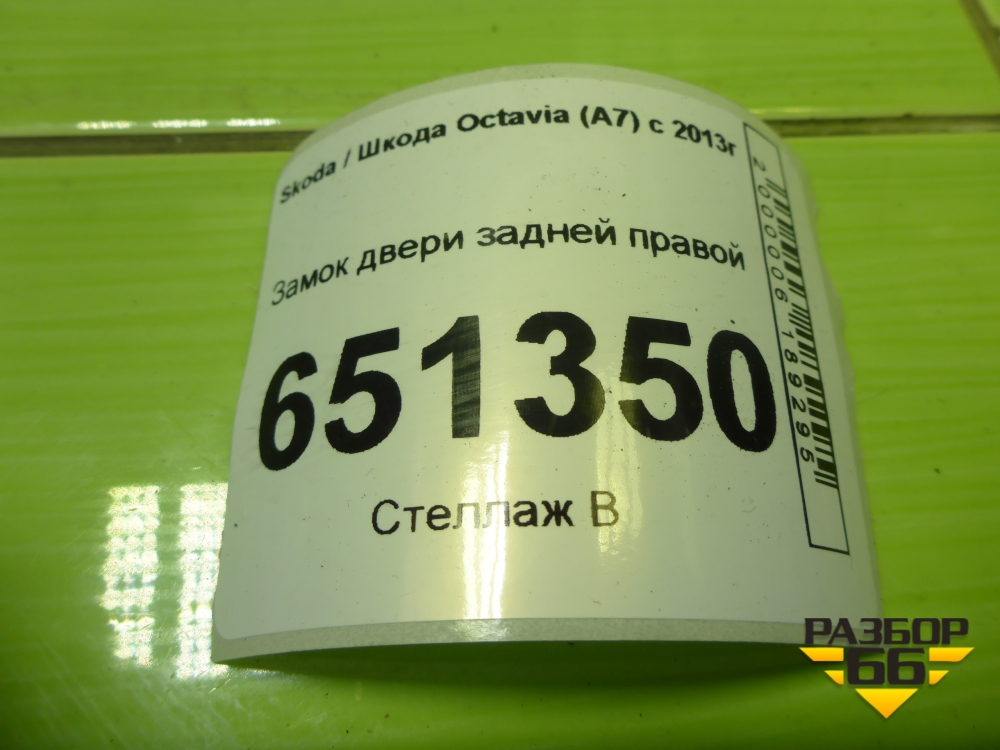 Skoda / Шкода Octavia (A7) с 2013г
Замок двери задней правой
651350
Стеллаж В
2000006189295
РАЗБОР
66